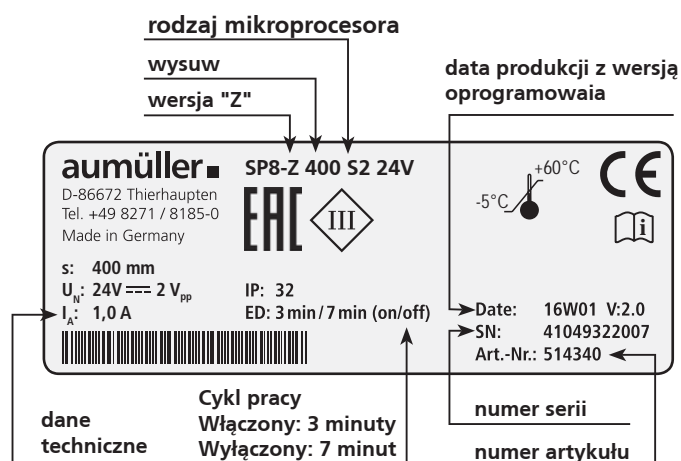 rodzaj mikroprocesora
wysuw
wersja "Z"
data produkcji z wersją
oprogramowaia
aumüller
SP8-Z 400 S2 24V
D-86672 Thierhaupten
Tel. +49 8271 / 8185-0
Made in Germany
EAC
III
+60°C
-5°C
CE
i
s: 400 mm
UN: 24V 2 Vpp
IA: 1,0 A
IP: 32
ED: 3 min / 7 min (on/off)
Date: 16W01 V:2.0
SN: 41049322007
Art.-Nr.: 514340
dane
techniczne
Cykl pracy
Włączony: 3 minuty
Wyłączony: 7 minut
numer serii
numer artykułu